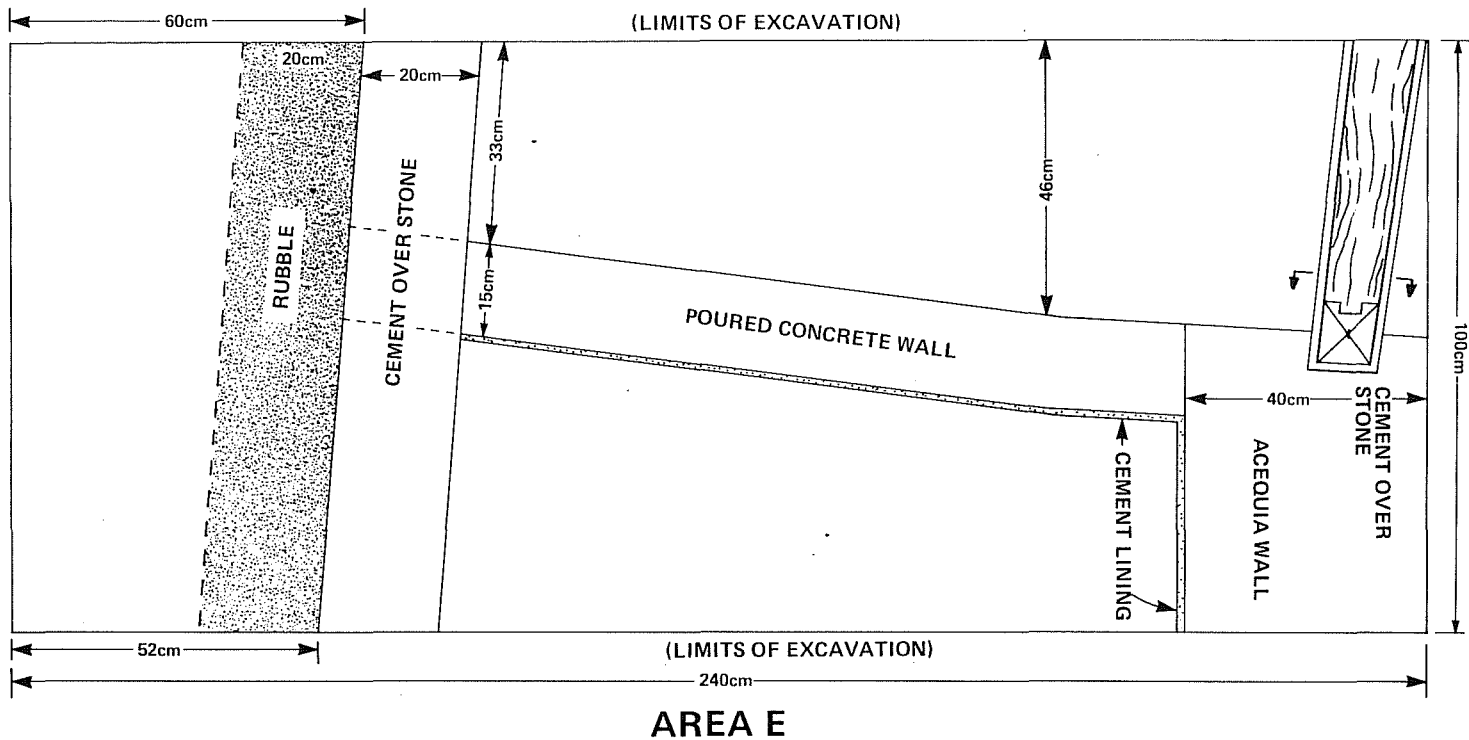 60cm
(LIMITS OF EXCAVATION)
20cm
20cm
33cm
46cm
RUBBLE
CEMENT OVER STONE
15cm
POURED CONCRETE WALL
100cm
40cm
CEMENT OVER
STONE
CEMENT LINING
ACEQUIA WALL
52cm
(LIMITS OF EXCAVATION)
240cm
AREA E